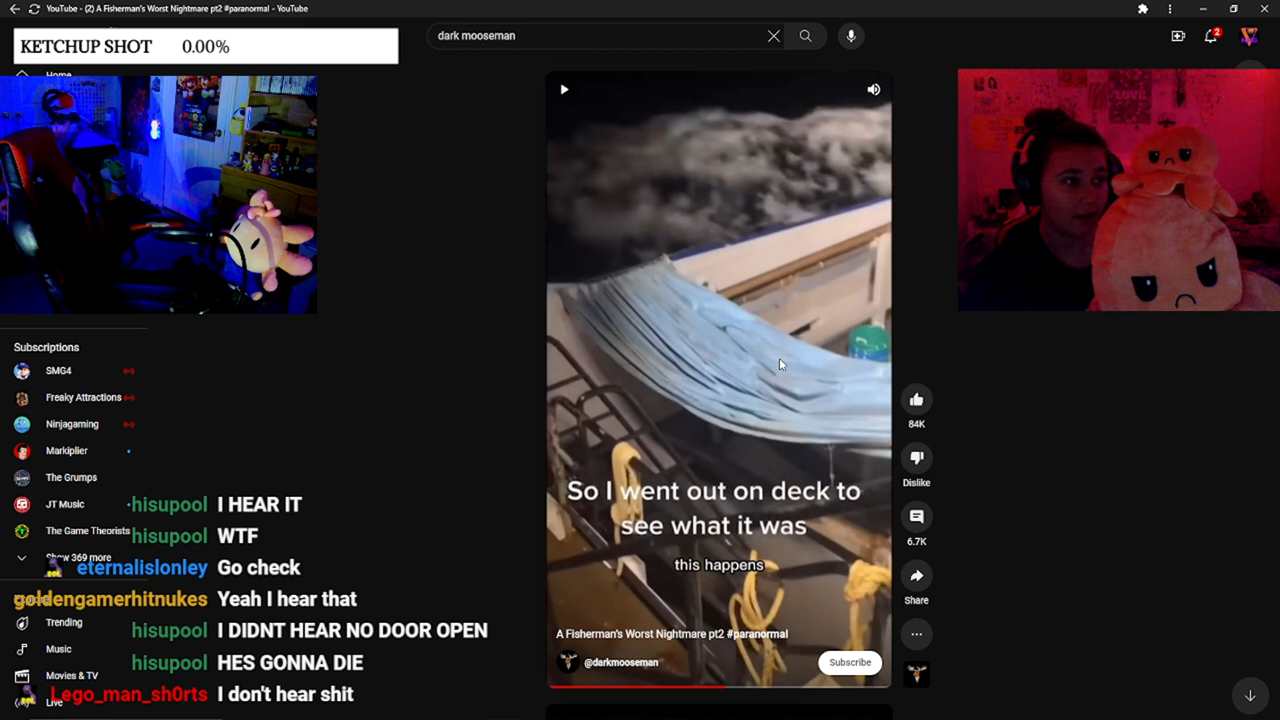 YouTube - (2) A Fisherman's Worst Nightmare pt2 #paranormal - YouTube
KETCHUP SHOT 0.00%
dark mooseman
2
Home
LOVE
Subscriptions
SMG4
Freaky Attractions
Ninjagaming
Markiplier
The Grumps
JT Music
The Game Theorists
Show 369 more
Trending
Music
Movies & TV
Live
hisupool I HEAR IT
hisupool WTF
eternalislonley Go check
goldengamerhitnukes Yeah I hear that
hisupool I DIDNT HEAR NO DOOR OPEN
hisupool HES GONNA DIE
Lego_man_sh0rts I don't hear shit
So I went out on deck to
see what it was
this happens
A Fisherman's Worst Nightmare pt2 #paranormal
@darkmooseman
Subscribe
84K
Dislike
6.7K
Share